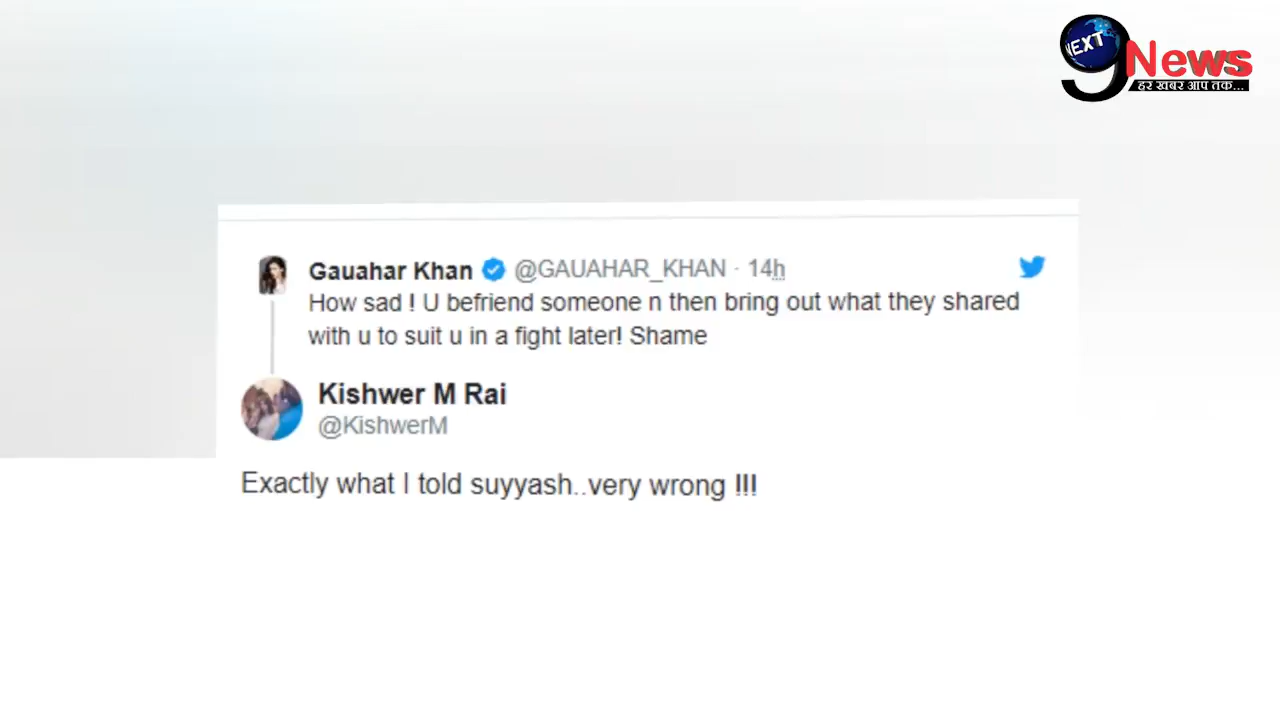 NEXT
9 News
हर खबर आप तक...
Gauahar Khan @GAUAHAR_KHAN · 14h
How sad ! U befriend someone n then bring out what they shared
with u to suit u in a fight later! Shame
Kishwer M Rai
@KishwerM
Exactly what I told suyyash..very wrong !!!